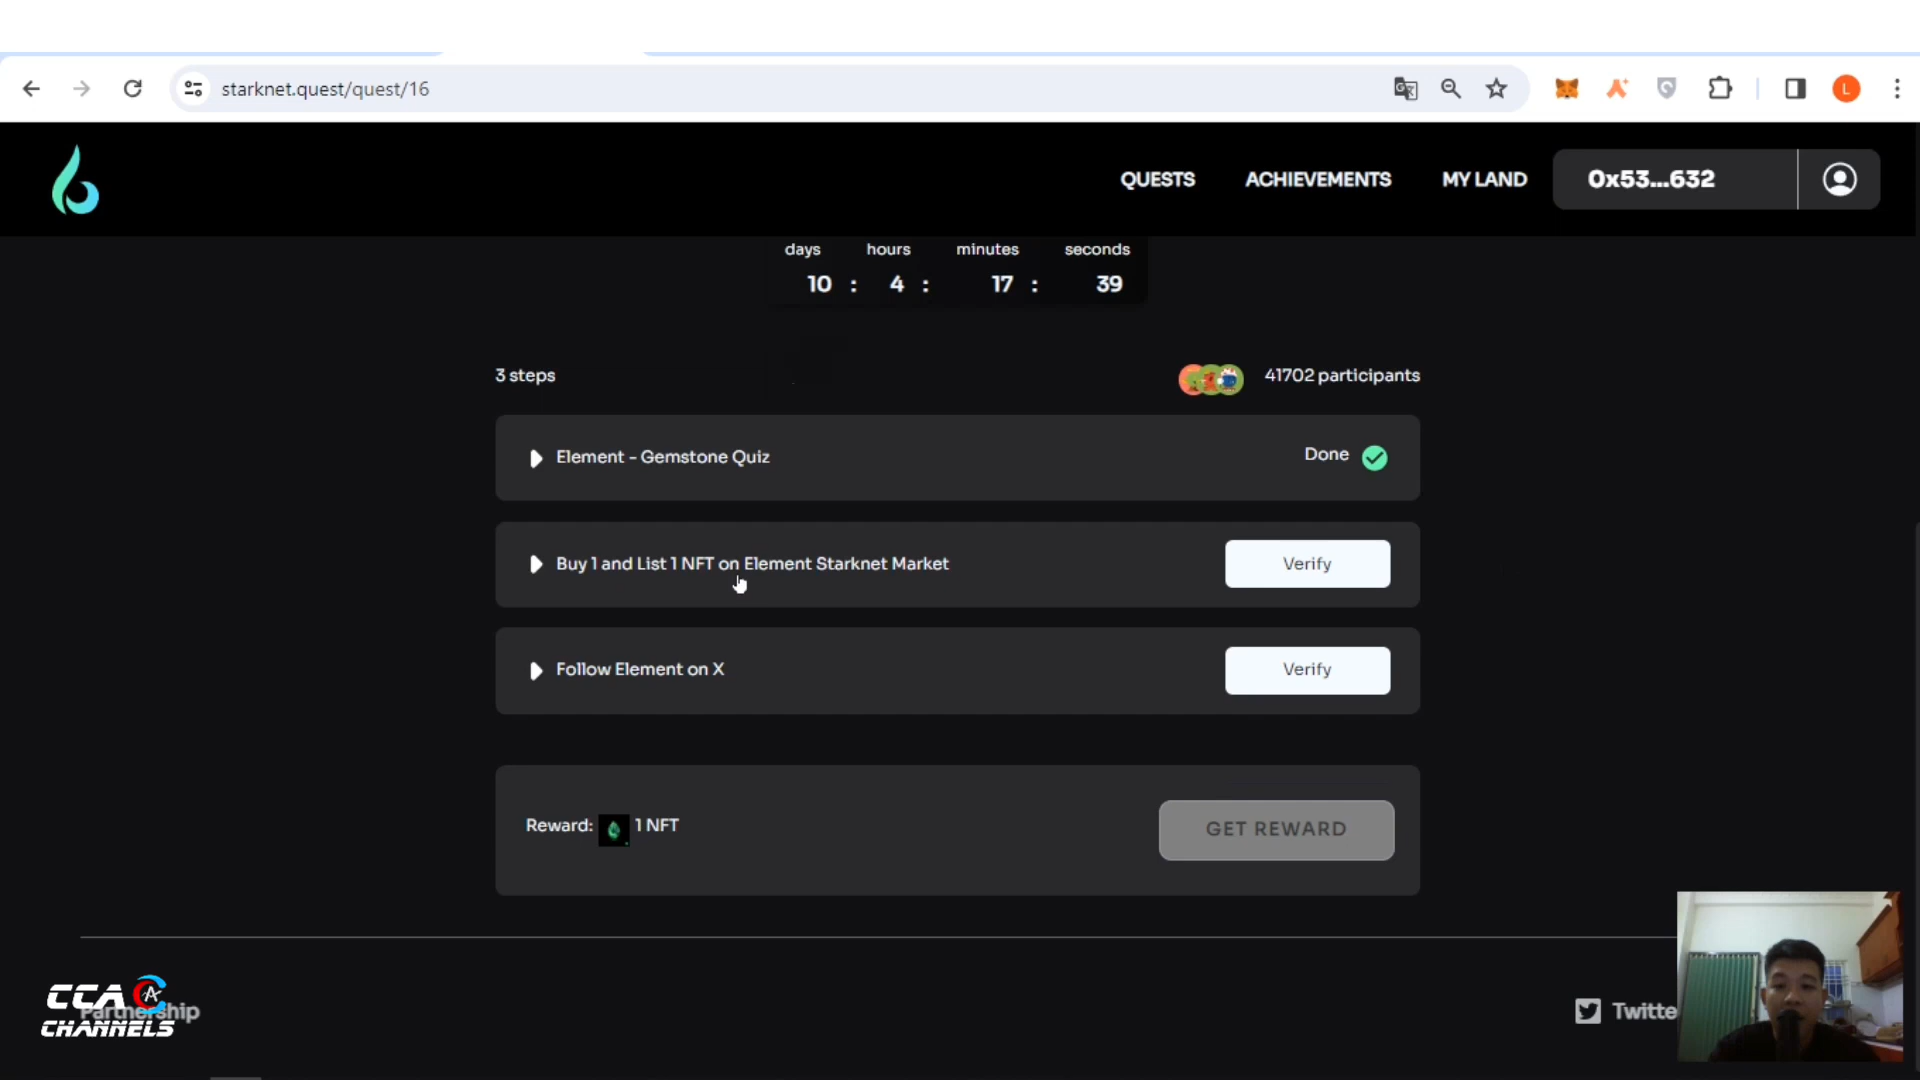 starknet.quest/quest/16
L
QUESTS
ACHIEVEMENTS
MY LAND
0x53...632
days hours minutes seconds
10 : 4 : 17 : 39
3 steps
41702 participants
Element - Gemstone Quiz
Done
Buy 1 and List 1 NFT on Element Starknet Market
Verify
Follow Element on X
Verify
Reward: 1 NFT
GET REWARD
CCA
CHANNELS
Partnership
Twitte